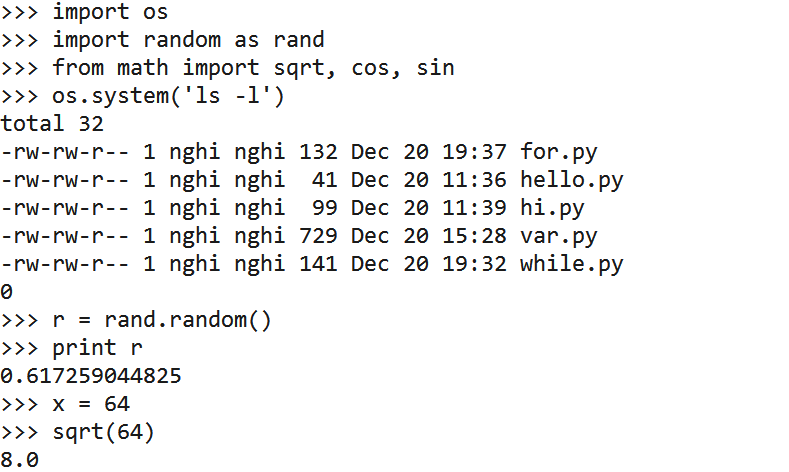 >>> import os
>>> import random as rand
>>> from math import sqrt, cos, sin
>>> os.system('ls -l')
total 32
-rw-rw-r-- 1 nghi nghi 132 Dec 20 19:37 for.py
-rw-rw-r-- 1 nghi nghi  41 Dec 20 11:36 hello.py
-rw-rw-r-- 1 nghi nghi  99 Dec 20 11:39 hi.py
-rw-rw-r-- 1 nghi nghi 729 Dec 20 15:28 var.py
-rw-rw-r-- 1 nghi nghi 141 Dec 20 19:32 while.py
0
>>> r = rand.random()
>>> print r
0.617259044825
>>> x = 64
>>> sqrt(64)
8.0